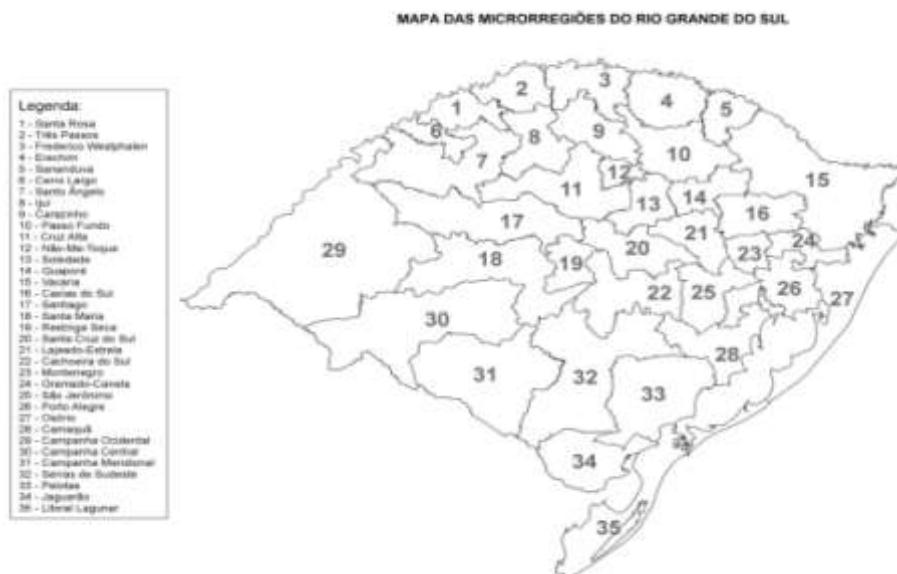 MAPA DAS MICRORREGIÕES DO RIO GRANDE DO SUL
Legenda:
1 - Santa Rosa
2 - Três Passos
3 - Frederico Westphalen
4 - Erechim
5 - Sananduva
6 - Cerro Largo
7 - Santo Ângelo
8 - Ijuí
9 - Carazinho
10 - Passo Fundo
11 - Cruz Alta
12 - Não-Me-Toque
13 - Soledade
14 - Guaporé
15 - Vacaria
16 - Caxias do Sul
17 - Santiago
18 - Santa Maria
19 - Restinga Seca
20 - Santa Cruz do Sul
21 - Lajeado-Estrela
22 - Cachoeira do Sul
23 - Montenegro
24 - Gramado-Canela
25 - São Jerônimo
26 - Porto Alegre
27 - Osório
28 - Camaquã
29 - Campanha Ocidental
30 - Campanha Central
31 - Campanha Meridional
32 - Serras de Sudeste
33 - Pelotas
34 - Jaguarão
35 - Litoral Lagunar
1
2
3
4
5
6
7
8
9
10
11
12
13
14
15
16
17
18
19
20
21
22
23
24
25
26
27
28
29
30
31
32
33
34
35